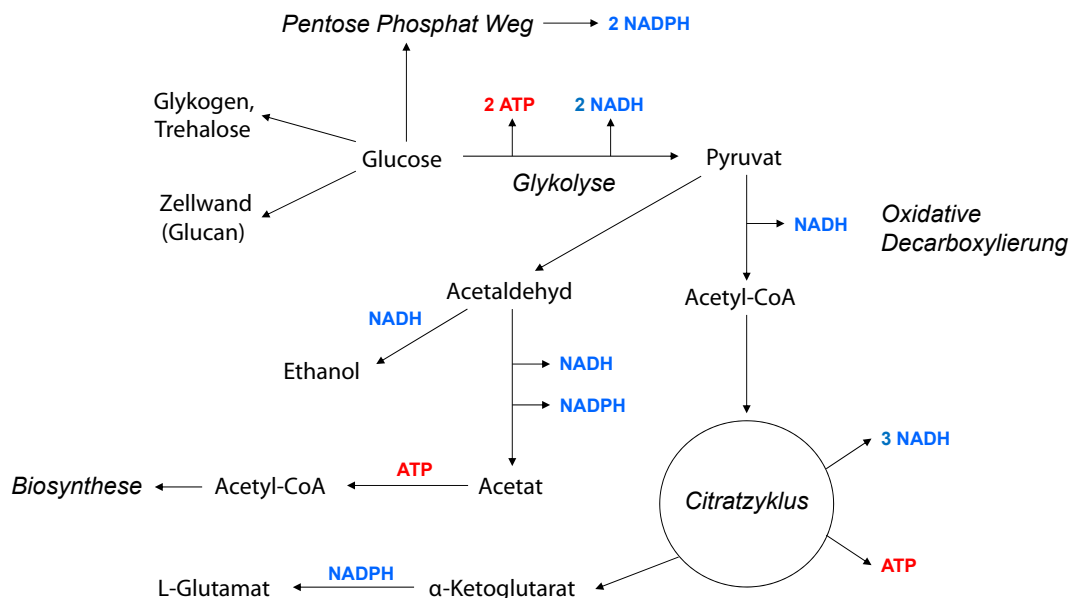 Pentose Phosphat Weg
2 NADPH
Glykogen,
Trehalose
2 ATP
2 NADH
Glucose
Pyruvat
Glykolyse
Zellwand
(Glucan)
NADH
Oxidative
Decarboxylierung
Acetaldehyd
Acetyl-CoA
NADH
Ethanol
NADH
NADPH
3 NADH
Biosynthese
Acetyl-CoA
ATP
Acetat
Citratzyklus
ATP
L-Glutamat
NADPH
α-Ketoglutarat